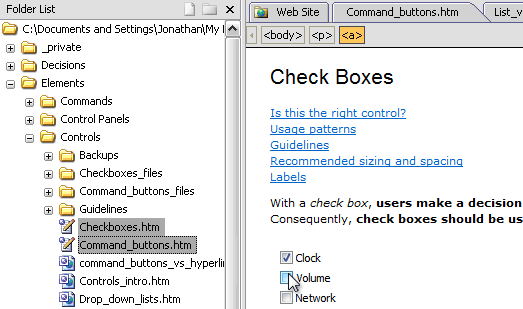 Folder List
C:\Documents and Settings\Jonathan\My
_private
Decisions
Elements
Commands
Control Panels
Controls
Backups
Checkboxes_files
Command_buttons_files
Guidelines
Checkboxes.htm
Command_buttons.htm
command_buttons_vs_hyperlin
Controls_intro.htm
Drop_down_lists.htm
Web Site
Command_buttons.htm
List_v
<body>
<p>
<a>
Check Boxes
Is this the right control?
Usage patterns
Guidelines
Recommended sizing and spacing
Labels
With a check box, users make a decision
Consequently, check boxes should be us
Clock
Volume
Network